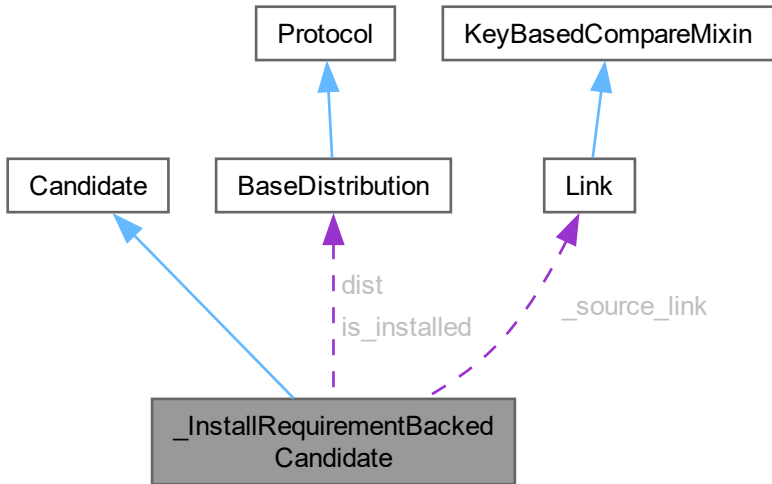 Protocol
KeyBasedCompareMixin
Candidate
BaseDistribution
Link
dist
is_installed
_source_link
_InstallRequirementBacked
Candidate